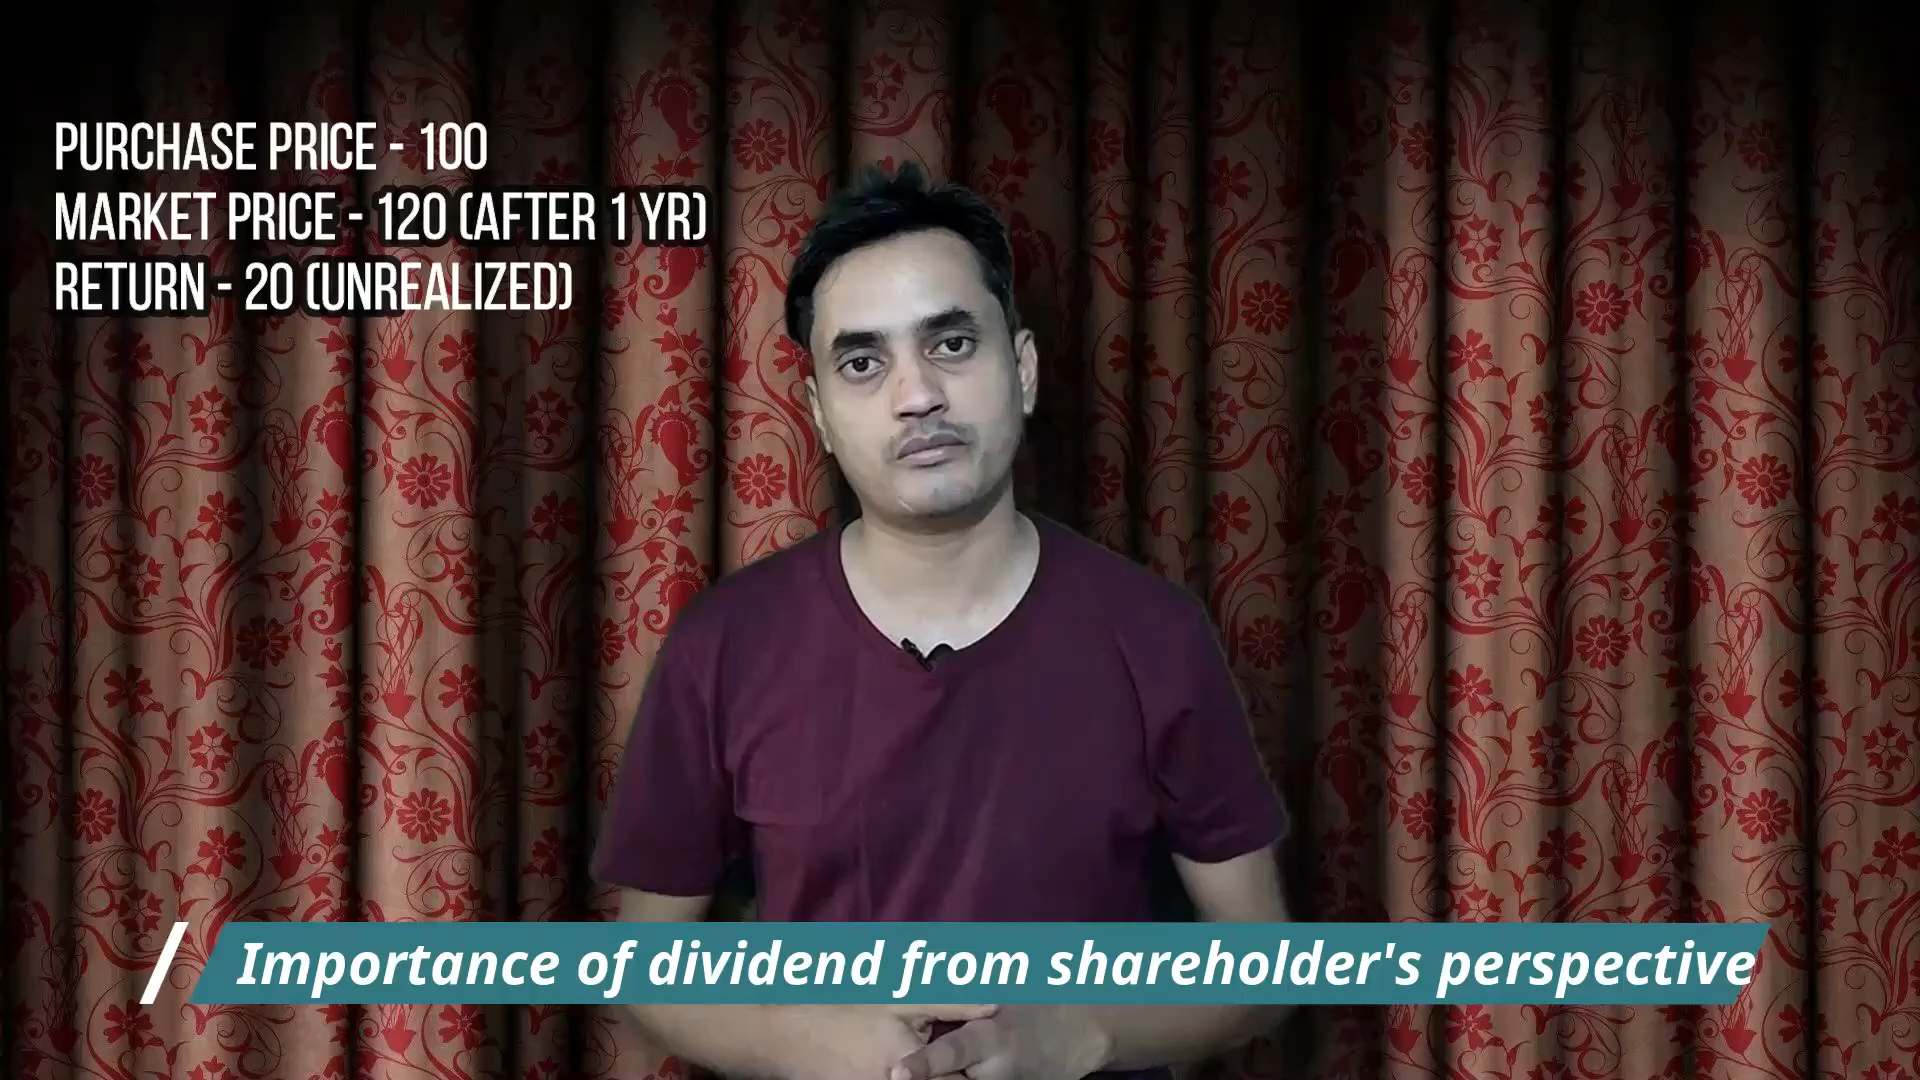 PURCHASE PRICE - 100
MARKET PRICE - 120 (AFTER 1 YR)
RETURN - 20 (UNREALIZED)
Importance of dividend from shareholder's perspective